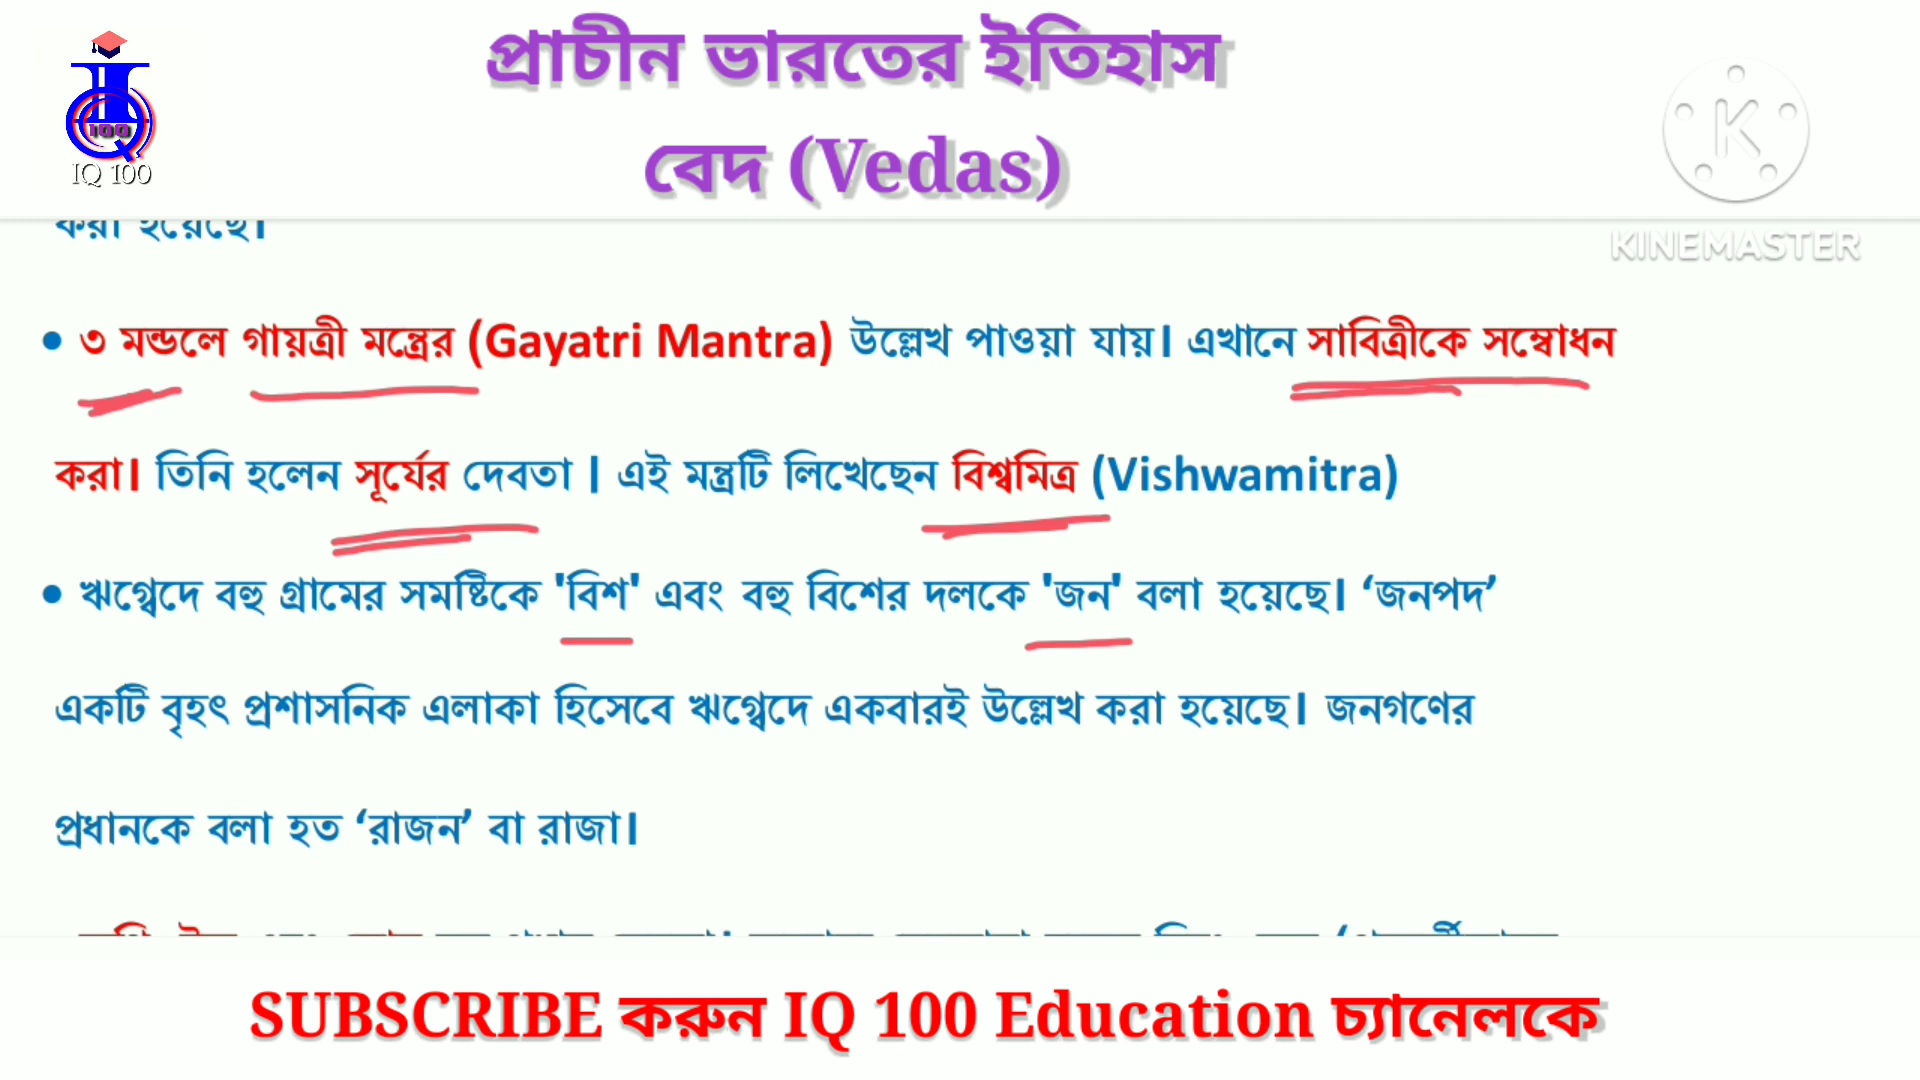 প্রাচীন ভারতের ইতিহাস
বেদ (Vedas)
100
IQ 100
K
KINEMASTER
করা হয়েছে।
• ৩ মন্ডলে গায়ত্রী মন্ত্রের (Gayatri Mantra) উল্লেখ পাওয়া যায়। এখানে সাবিত্রীকে সম্বোধন
করা। তিনি হলেন সূর্যের দেবতা | এই মন্ত্রটি লিখেছেন বিশ্বমিত্র (Vishwamitra)
• ঋগ্বেদে বহু গ্রামের সমষ্টিকে 'বিশ' এবং বহু বিশের দলকে 'জন' বলা হয়েছে। ‘জনপদ’
একটি বৃহৎ প্রশাসনিক এলাকা হিসেবে ঋগ্বেদে একবারই উল্লেখ করা হয়েছে। জনগণের
প্রধানকে বলা হত ‘রাজন’ বা রাজা।
SUBSCRIBE করুন IQ 100 Education চ্যানেলকে